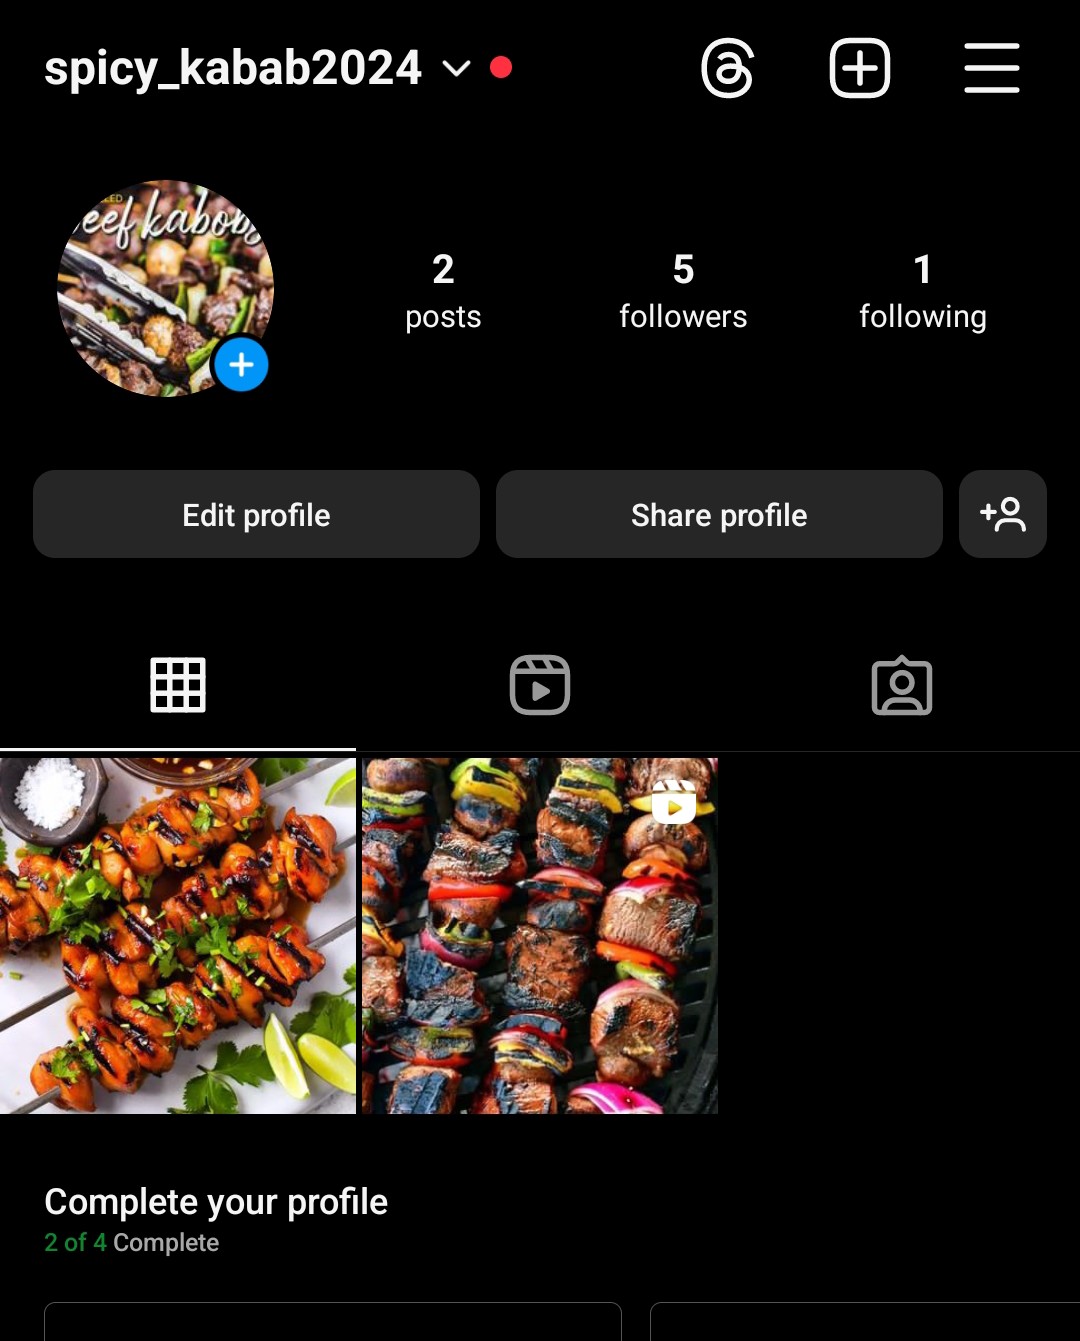 spicy_kabab2024
eef kabobs
2
posts
5
followers
1
following
Edit profile
Share profile
Complete your profile
2 of 4 Complete